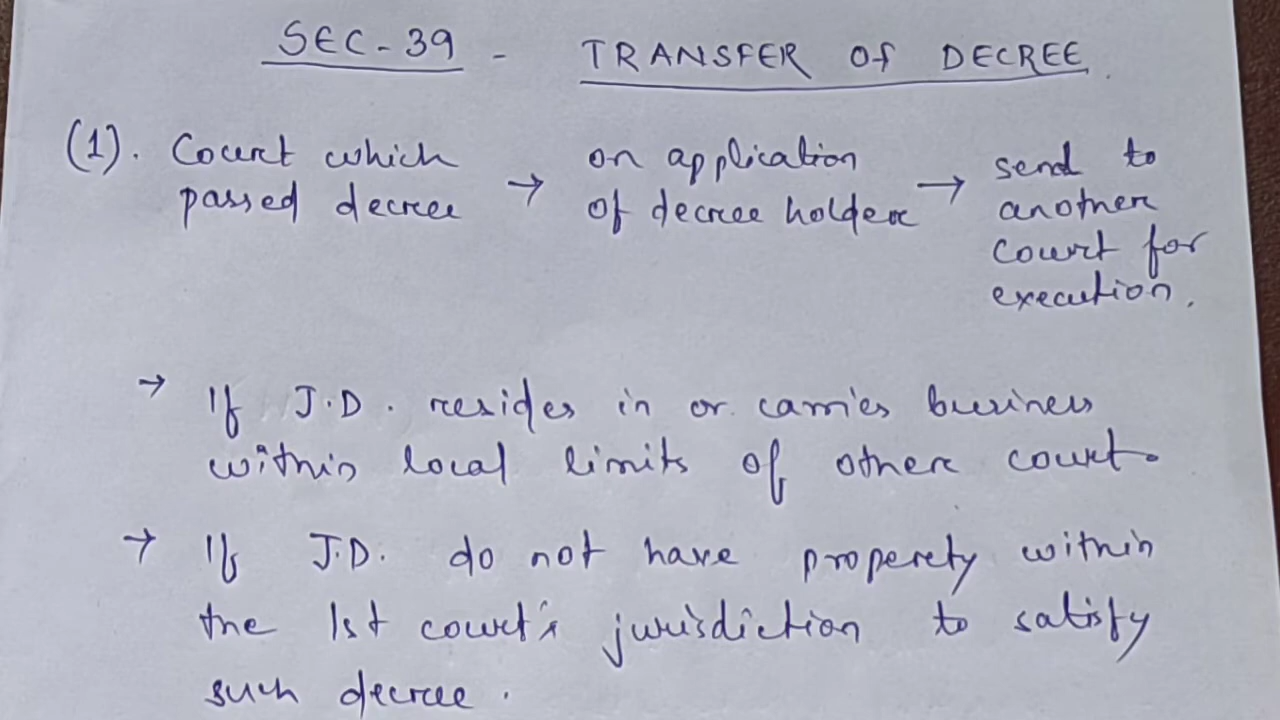 SEC-39 - TRANSFER Of DECREE.
(1). Court which passed decree → on application of decree holder → send to another Court for execution.
→ If J.D. resides in or carries business
within local limits of other court.
→ If J.D. do not have property within
the 1st court's jurisdiction to satisfy
such decree.